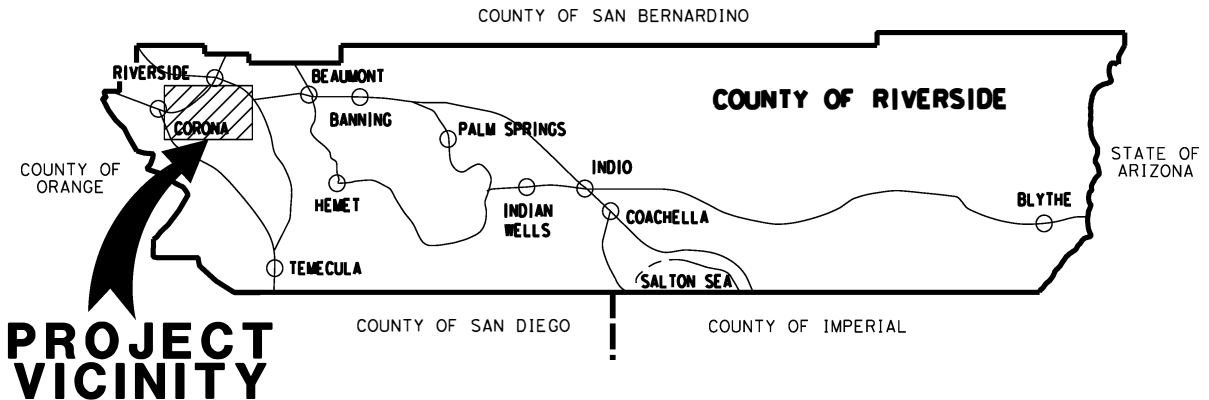 COUNTY OF SAN BERNARDINO
RIVERSIDE
BEAUMONT
BANNING
COUNTY OF RIVERSIDE
CORONA
PALM SPRINGS
COUNTY OF
ORANGE
STATE OF
ARIZONA
INDIO
HEMET
INDIAN
WELLS
COACHELLA
BLYTHE
TEMECULA
SALTON SEA
PROJECT
VICINITY
COUNTY OF SAN DIEGO
COUNTY OF IMPERIAL